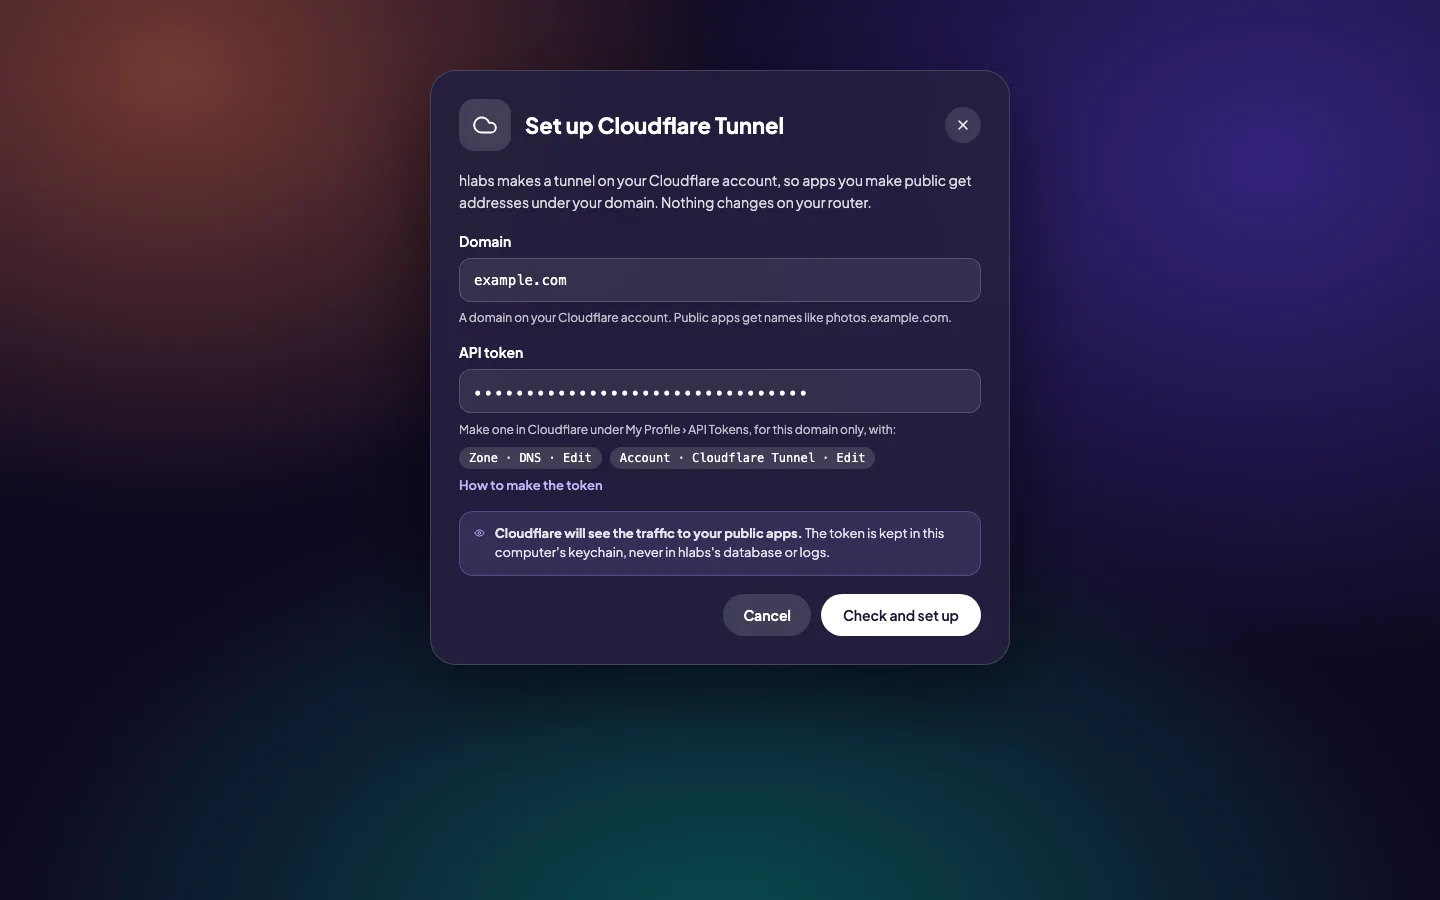 Set up Cloudflare Tunnel
hlabs makes a tunnel on your Cloudflare account, so apps you make public get
addresses under your domain. Nothing changes on your router.
Domain
example.com
A domain on your Cloudflare account. Public apps get names like photos.example.com.
API token
Make one in Cloudflare under My Profile › API Tokens, for this domain only, with:
Zone · DNS · Edit Account · Cloudflare Tunnel · Edit
How to make the token
Cloudflare will see the traffic to your public apps. The token is kept in this
computer's keychain, never in hlabs's database or logs.
Cancel Check and set up